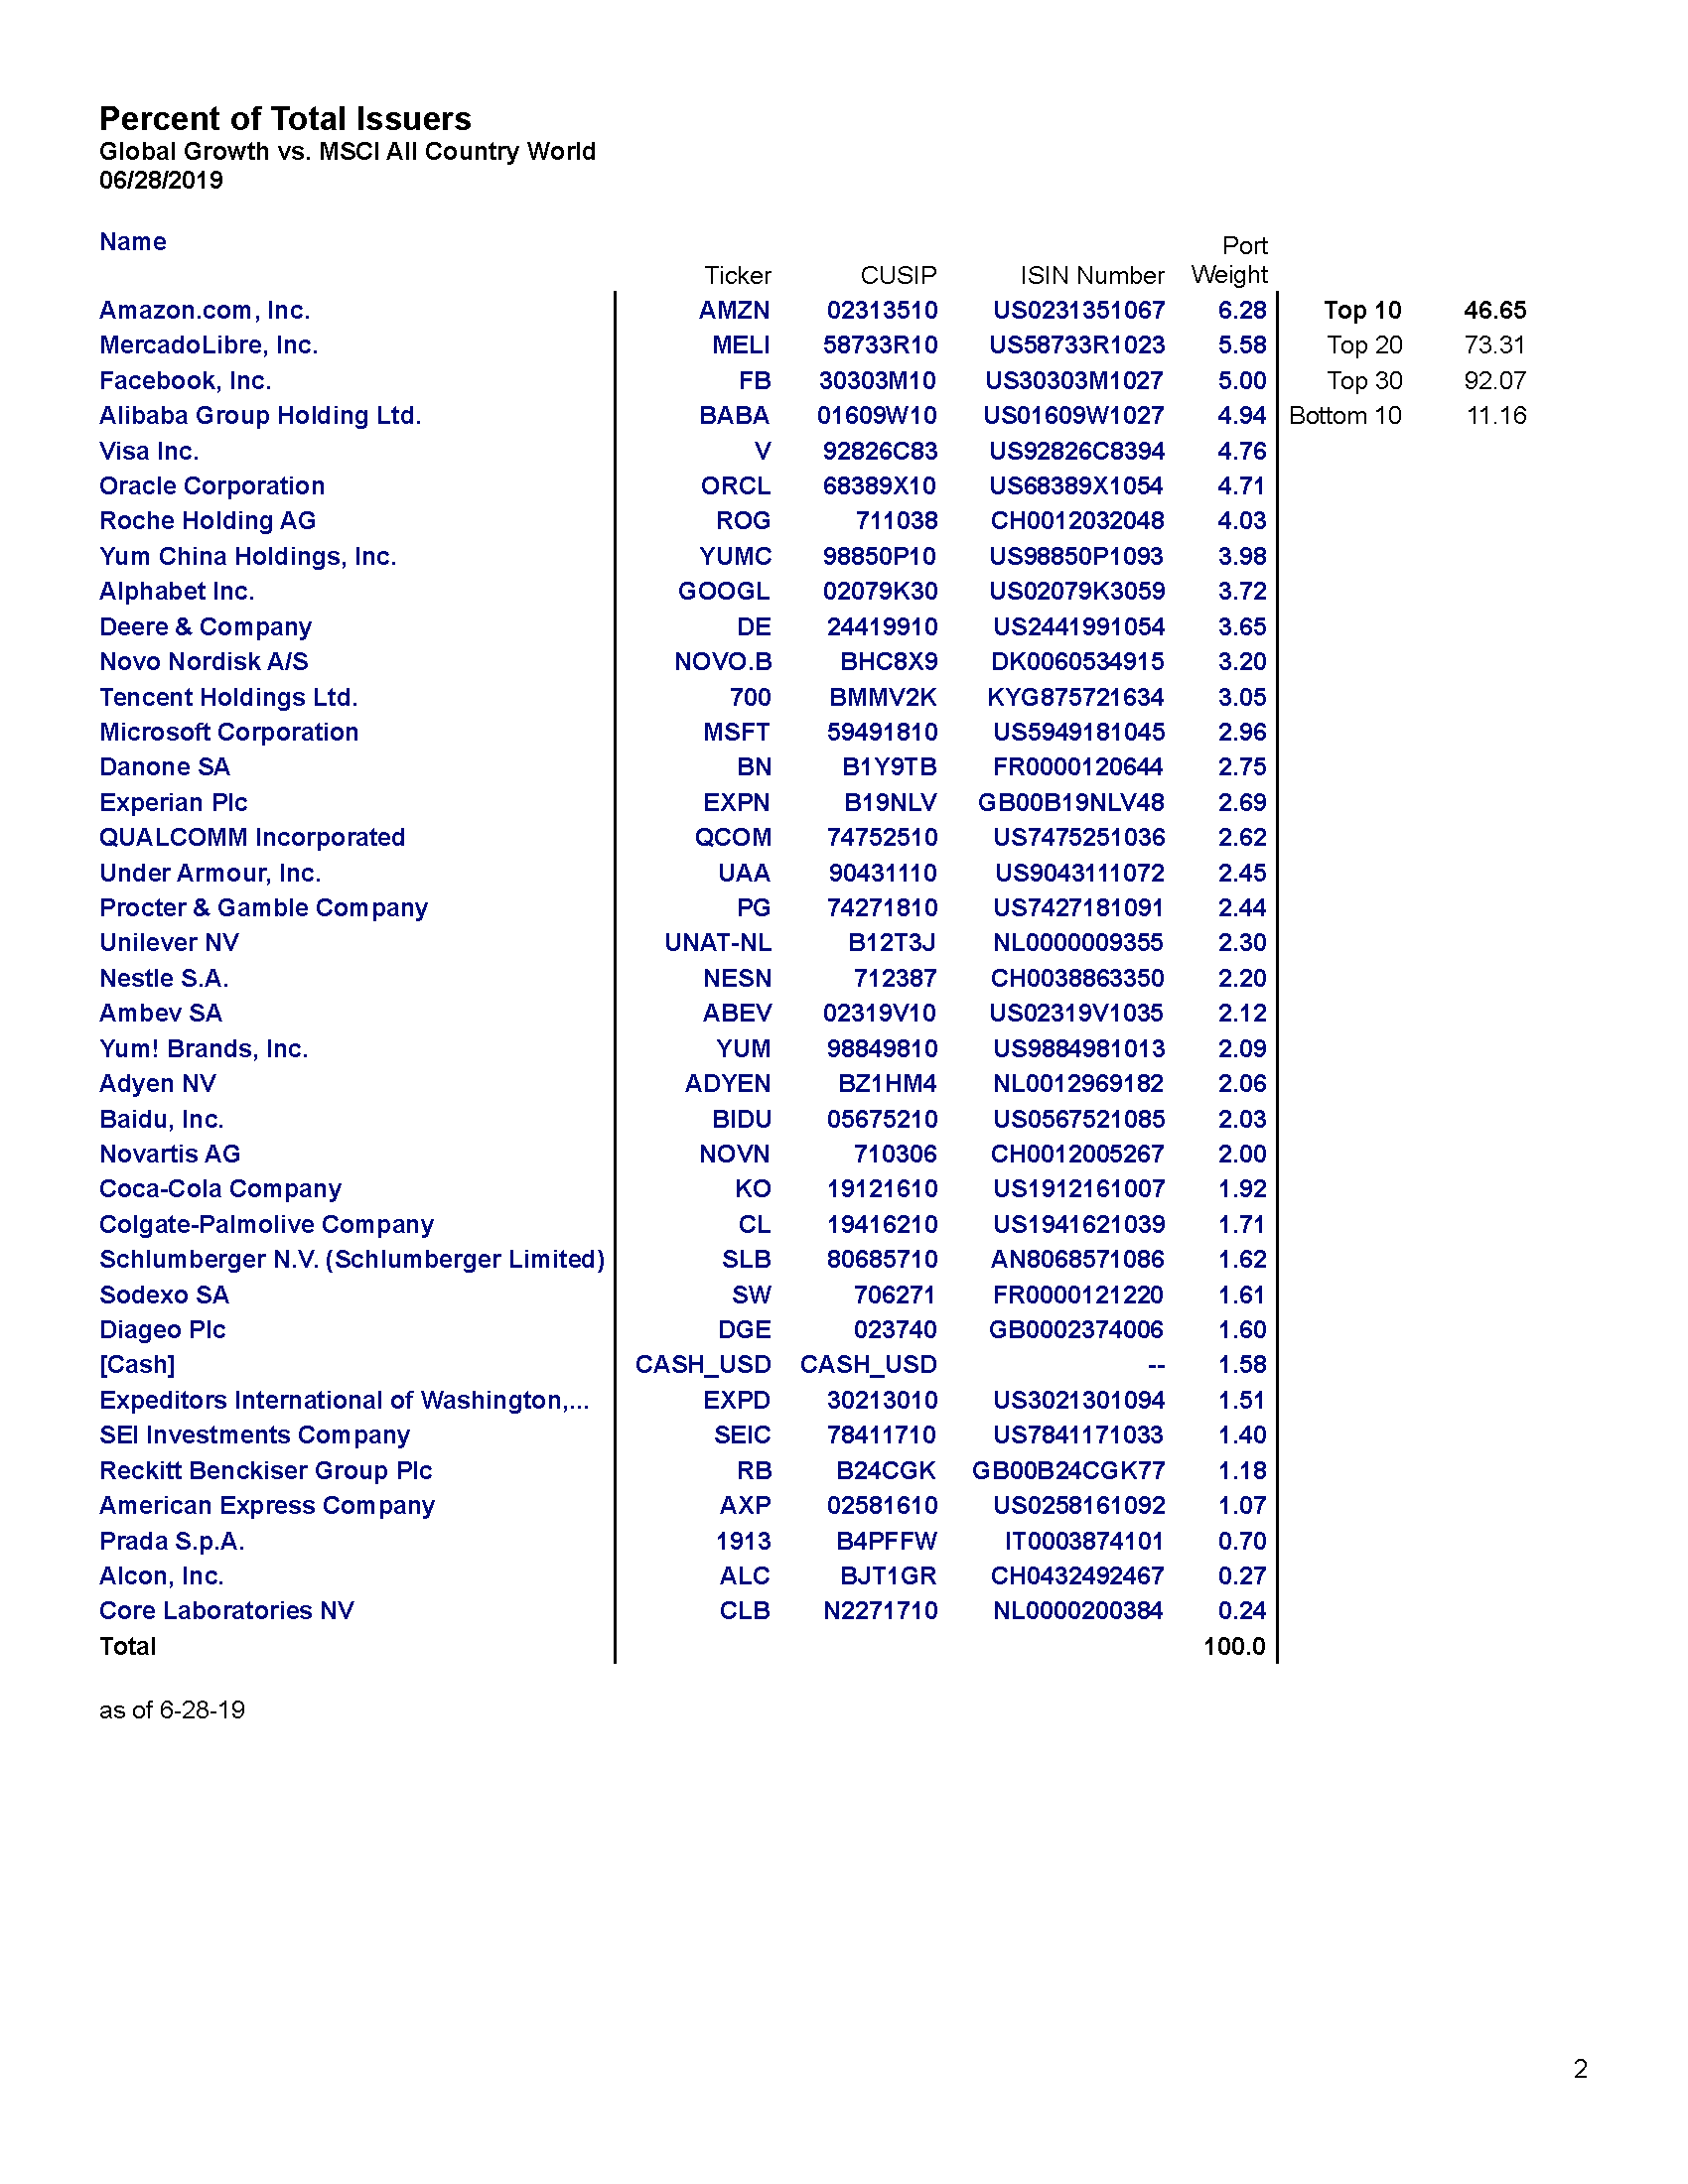 Percent of Total Issuers
Global Growth vs. MSCI All Country World
06/28/2019
Name Ticker CUSIP ISIN Number Port Weight
Amazon.com, Inc. AMZN 02313510 US0231351067 6.28 Top 10 46.65
MercadoLibre, Inc. MELI 58733R10 US58733R1023 5.58 Top 20 73.31
Facebook, Inc. FB 30303M10 US30303M1027 5.00 Top 30 92.07
Alibaba Group Holding Ltd. BABA 01609W10 US01609W1027 4.94 Bottom 10 11.16
Visa Inc. V 92826C83 US92826C8394 4.76
Oracle Corporation ORCL 68389X10 US68389X1054 4.71
Roche Holding AG ROG 711038 CH0012032048 4.03
Yum China Holdings, Inc. YUMC 98850P10 US98850P1093 3.98
Alphabet Inc. GOOGL 02079K30 US02079K3059 3.72
Deere & Company DE 24419910 US2441991054 3.65
Novo Nordisk A/S NOVO.B BHC8X9 DK0060534915 3.20
Tencent Holdings Ltd. 700 BMMV2K KYG875721634 3.05
Microsoft Corporation MSFT 59491810 US5949181045 2.96
Danone SA BN B1Y9TB FR0000120644 2.75
Experian Plc EXPN B19NLV GB00B19NLV48 2.69
QUALCOMM Incorporated QCOM 74752510 US7475251036 2.62
Under Armour, Inc. UAA 90431110 US9043111072 2.45
Procter & Gamble Company PG 74271810 US7427181091 2.44
Unilever NV UNAT-NL B12T3J NL0000009355 2.30
Nestle S.A. NESN 712387 CH0038863350 2.20
Ambev SA ABEV 02319V10 US02319V1035 2.12
Yum! Brands, Inc. YUM 98849810 US9884981013 2.09
Adyen NV ADYEN BZ1HM4 NL0012969182 2.06
Baidu, Inc. BIDU 05675210 US0567521085 2.03
Novartis AG NOVN 710306 CH0012005267 2.00
Coca-Cola Company KO 19121610 US1912161007 1.92
Colgate-Palmolive Company CL 19416210 US1941621039 1.71
Schlumberger N.V. (Schlumberger Limited) SLB 80685710 AN8068571086 1.62
Sodexo SA SW 706271 FR0000121220 1.61
Diageo Plc DGE 023740 GB0002374006 1.60
[Cash] CASH_USD CASH_USD -- 1.58
Expeditors International of Washington,... EXPD 30213010 US3021301094 1.51
SEI Investments Company SEIC 78411710 US7841171033 1.40
Reckitt Benckiser Group Plc RB B24CGK GB00B24CGK77 1.18
American Express Company AXP 02581610 US0258161092 1.07
Prada S.p.A. 1913 B4PFFW IT0003874101 0.70
Alcon, Inc. ALC BJT1GR CH0432492467 0.27
Core Laboratories NV CLB N2271710 NL0000200384 0.24
Total 100.0
as of 6-28-19
2